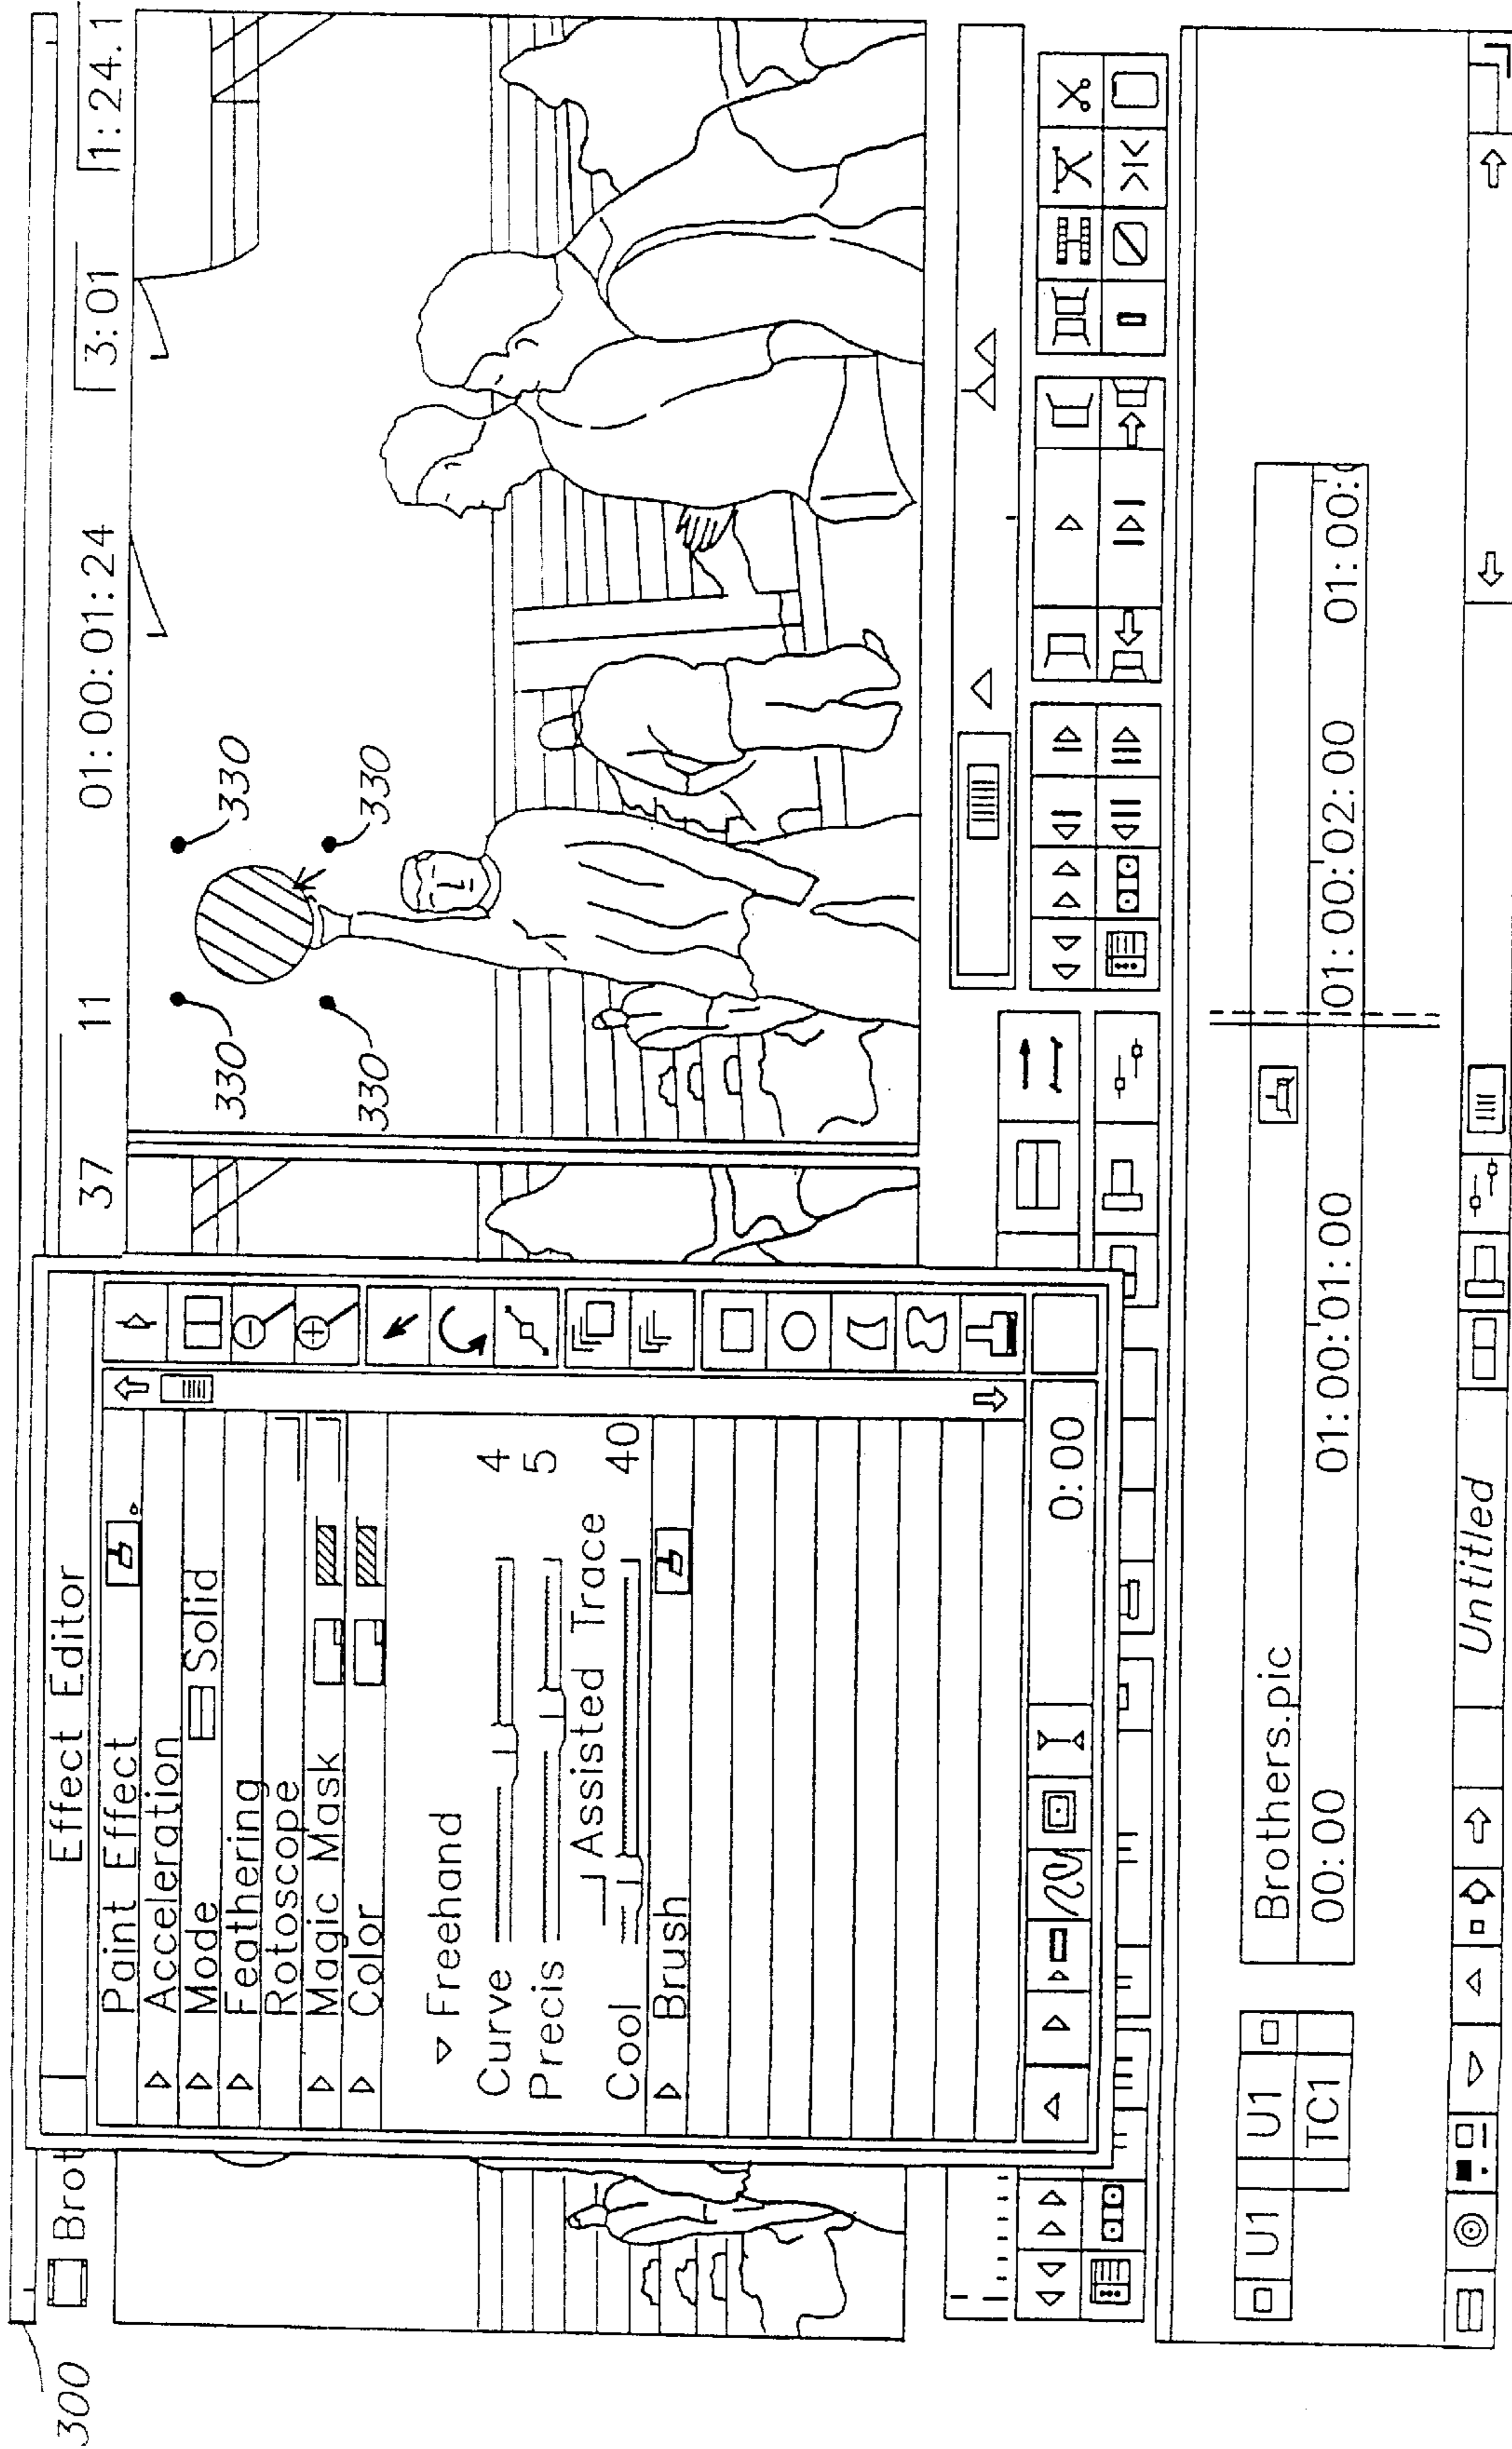 300
Brot
37 11 01:00:01:24 3:01 1:24.1
330
330
330
330
Effect Editor
Paint Effect
Acceleration
Mode Solid
Feathering
Rotoscope
Magic Mask
Color
Freehand
Curve 4
Precis 5
Assisted Trace
Cool 40
Brush
0:00
U1 U1 Brothers.pic
TC1 00:00 01:00:01:00 01:00:02:00 01:00:
Untitled